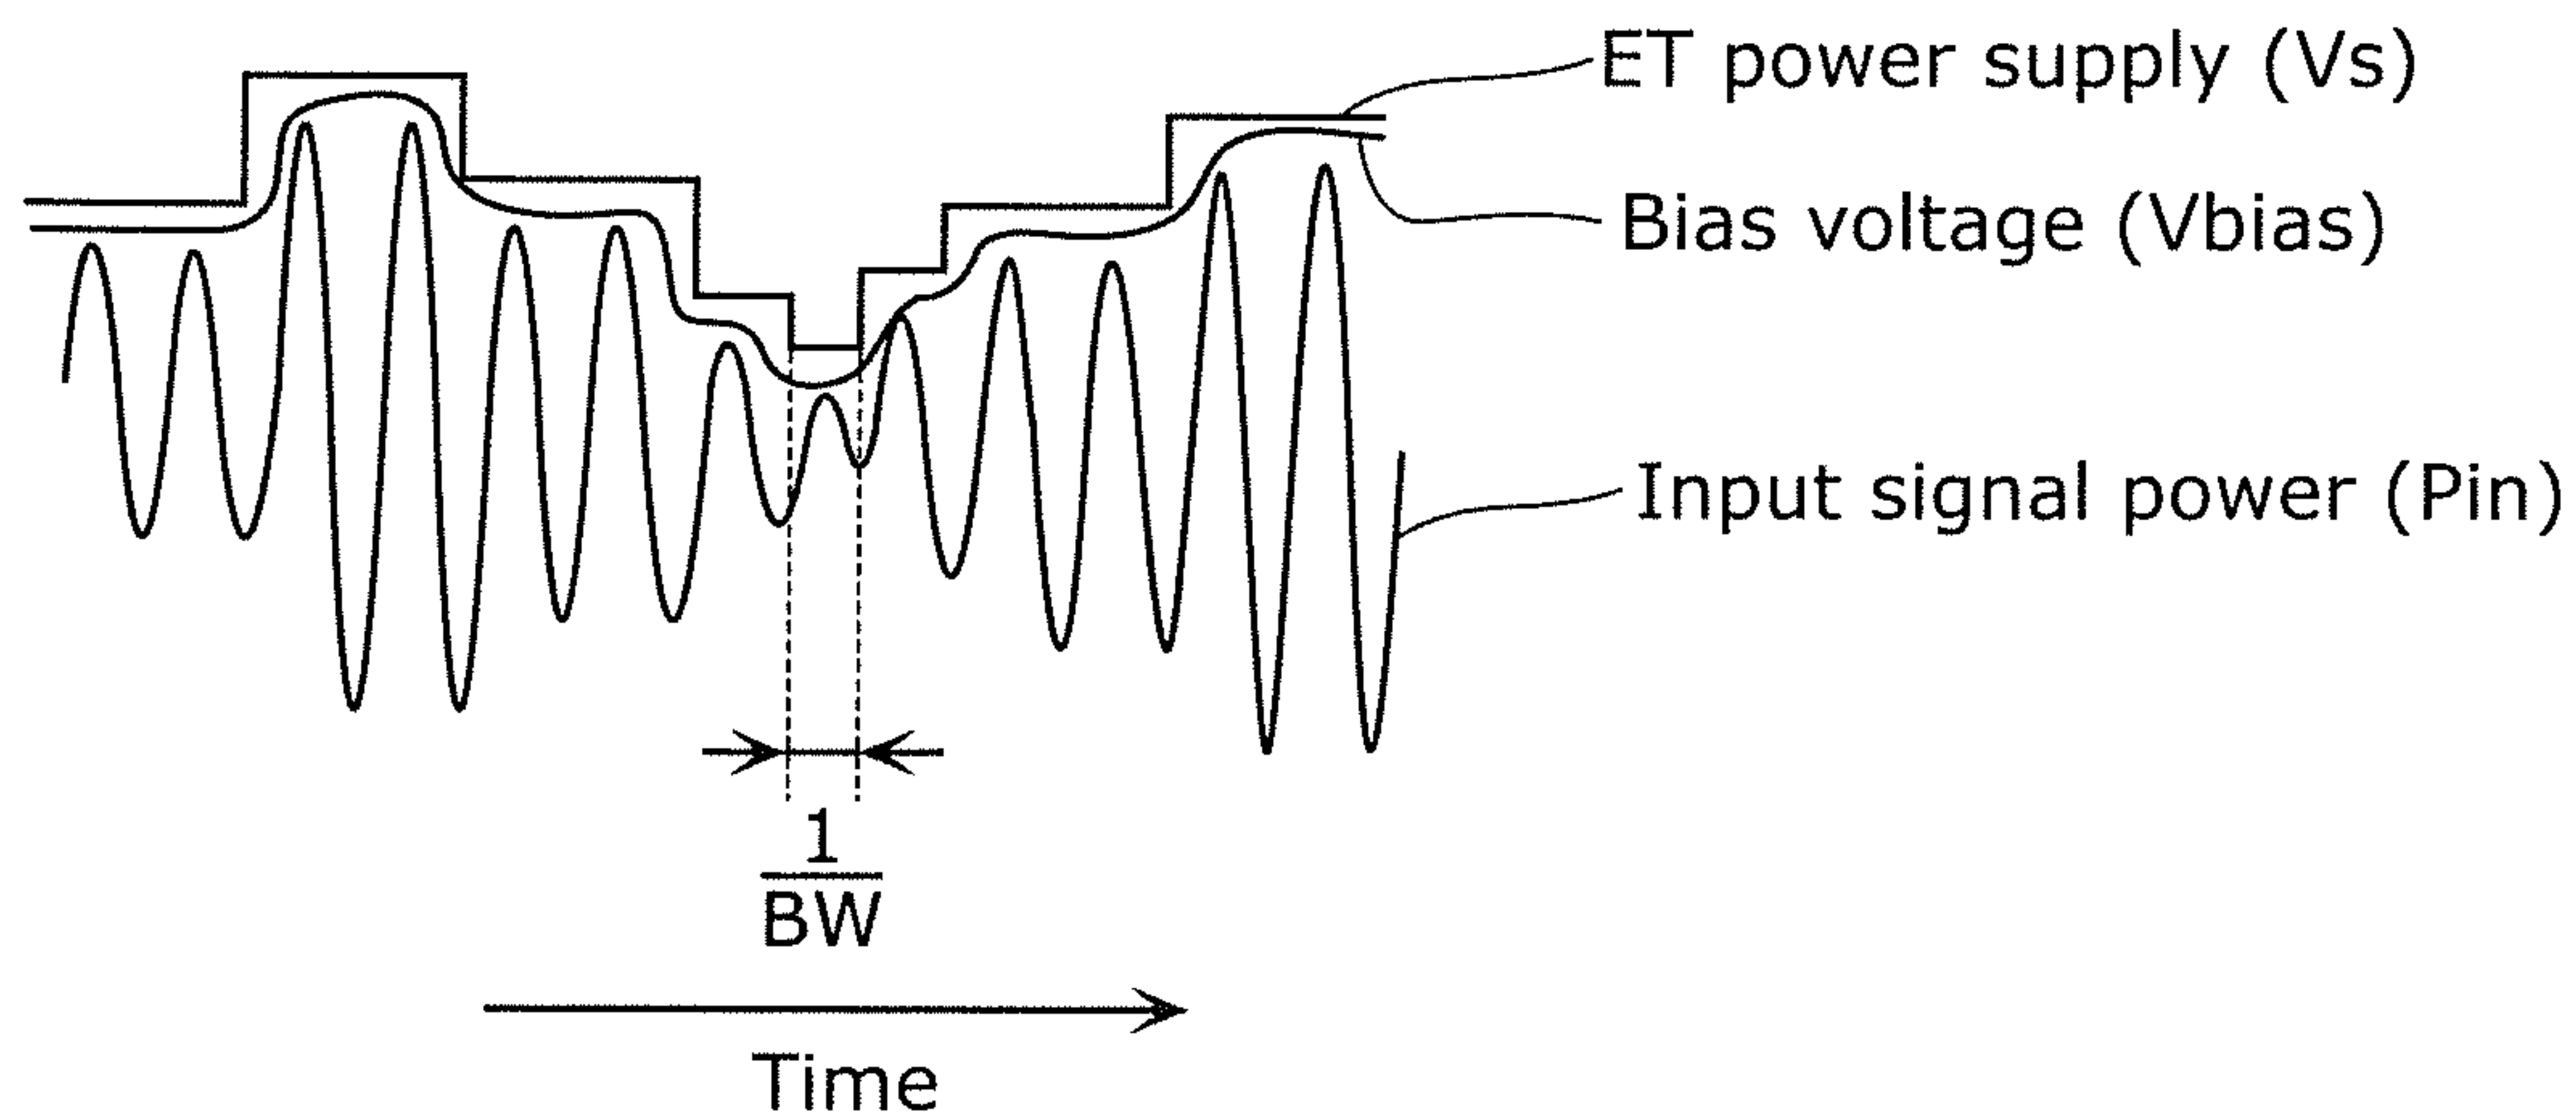 ET power supply (Vs)
Bias voltage (Vbias)
Input signal power (Pin)
1
BW
Time